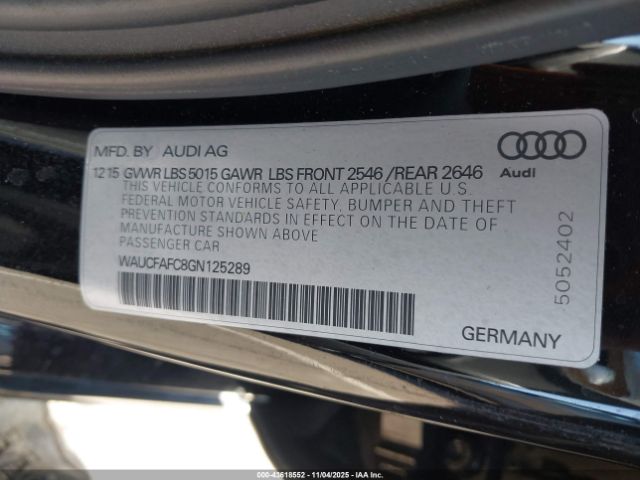 MFD. BY AUDI AG
12 15 GVWR LBS 5015 GAWR LBS FRONT 2546 /REAR 2646
THIS VEHICLE CONFORMS TO ALL APPLICABLE U.S.
FEDERAL MOTOR VEHICLE SAFETY, BUMPER AND THEFT
PREVENTION STANDARDS IN EFFECT ON THE DATE OF
MANUFACTURE SHOWN ABOVE
PASSENGER CAR
WAUCFAFC8GN125289
Audi
5052402
GERMANY
000-43618552 - 11/04/2025 - IAA Inc.